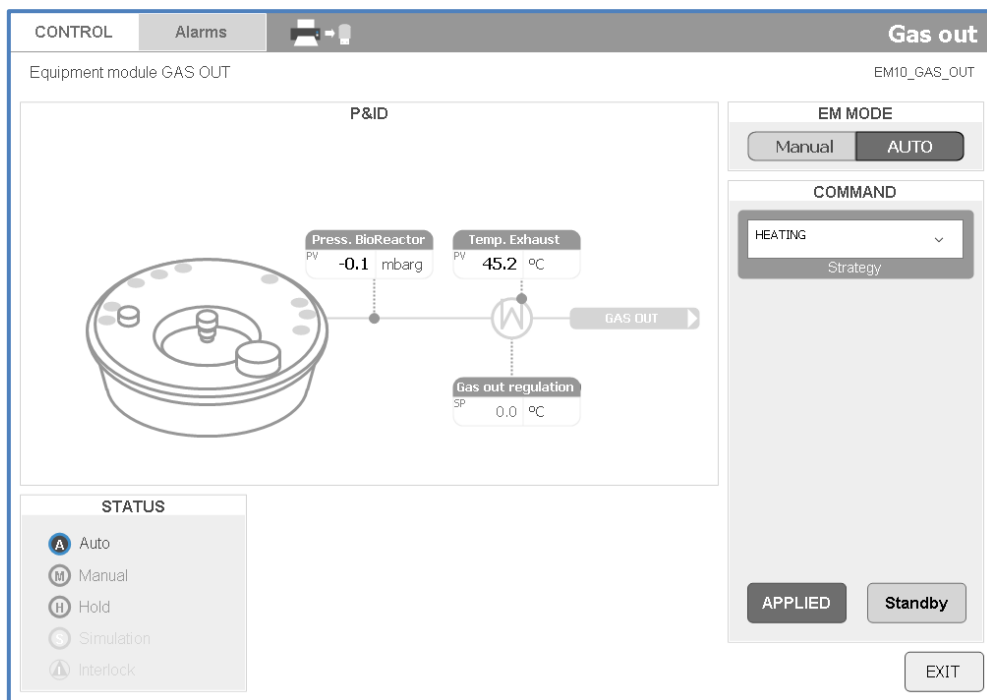 CONTROL
Alarms
Gas out
Equipment module GAS OUT
EM10_GAS_OUT
P&ID
EM MODE
Manual
AUTO
COMMAND
HEATING
Strategy
Press. BioReactor
PV -0.1 mbarg
Temp. Exhaust
PV 45.2 ºC
GAS OUT
Gas out regulation
SP 0.0 ºC
STATUS
A Auto
M Manual
H Hold
S Simulation
Interlock
APPLIED
Standby
EXIT